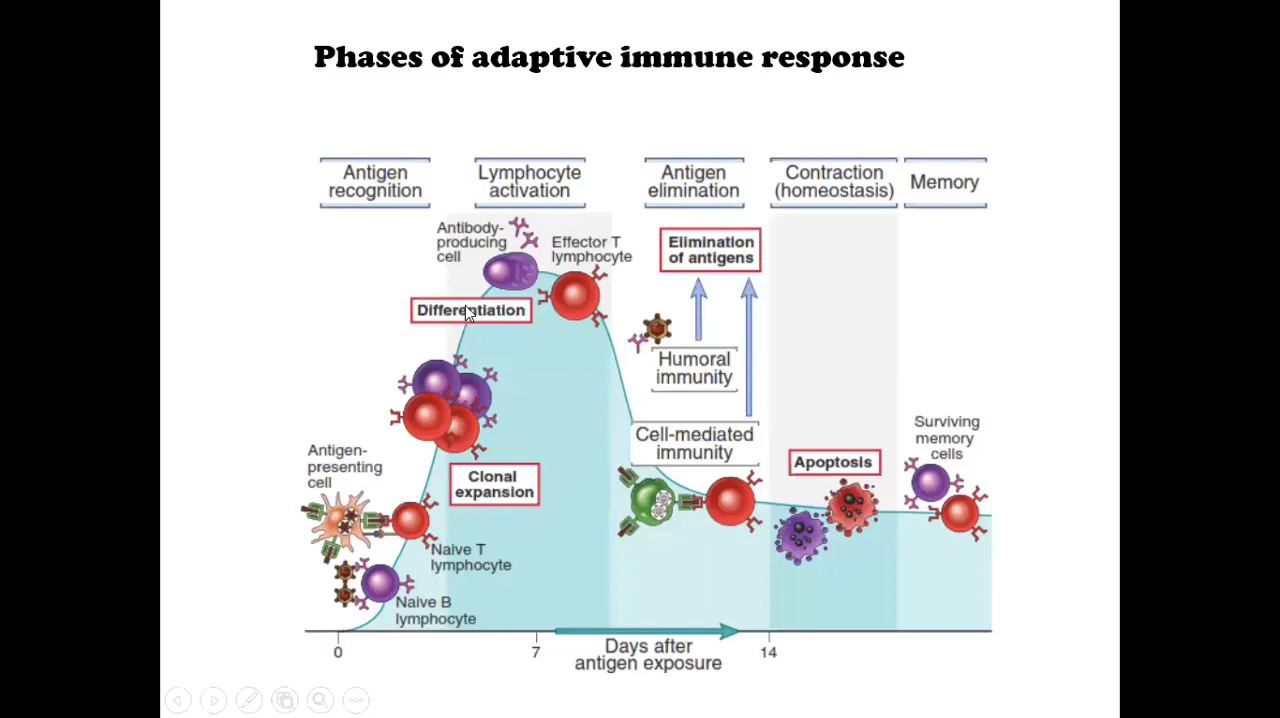 Phases of adaptive immune response
Antigen
recognition
Lymphocyte
activation
Antigen
elimination
Contraction
(homeostasis)
Memory
Antibody-
producing
cell
Effector T
lymphocyte
Elimination
of antigens
Differentiation
Humoral
immunity
Cell-mediated
immunity
Surviving
memory
cells
Antigen-
presenting
cell
Clonal
expansion
Apoptosis
Naive T
lymphocyte
Naive B
lymphocyte
0
7
Days after
antigen exposure
14